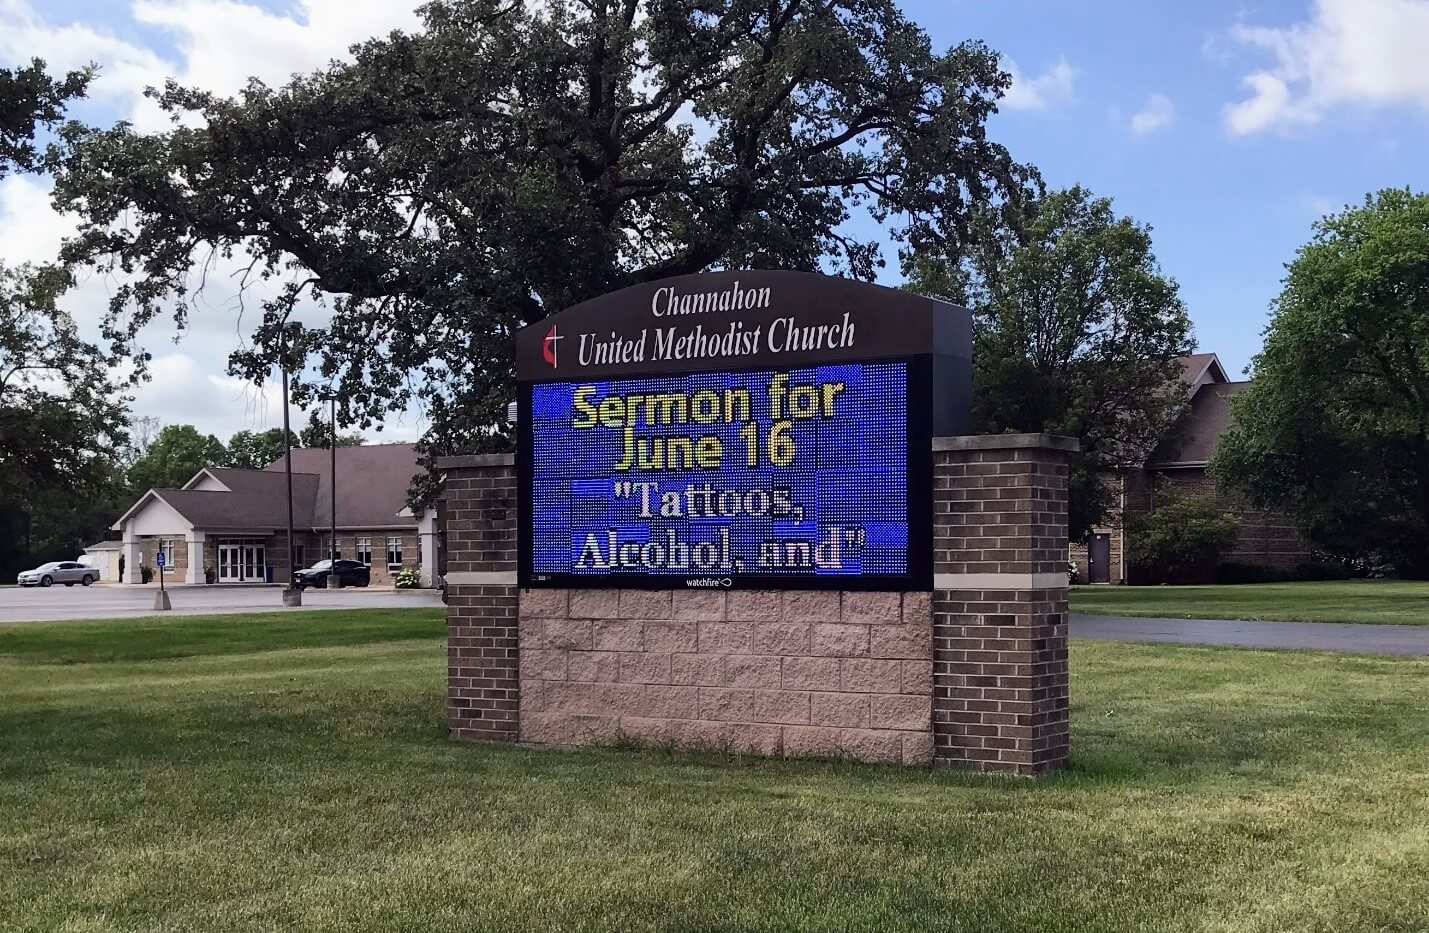 Channahon
United Methodist Church
Sermon for
June 16
"Tattoos,
Alcohol, and"
watchfire